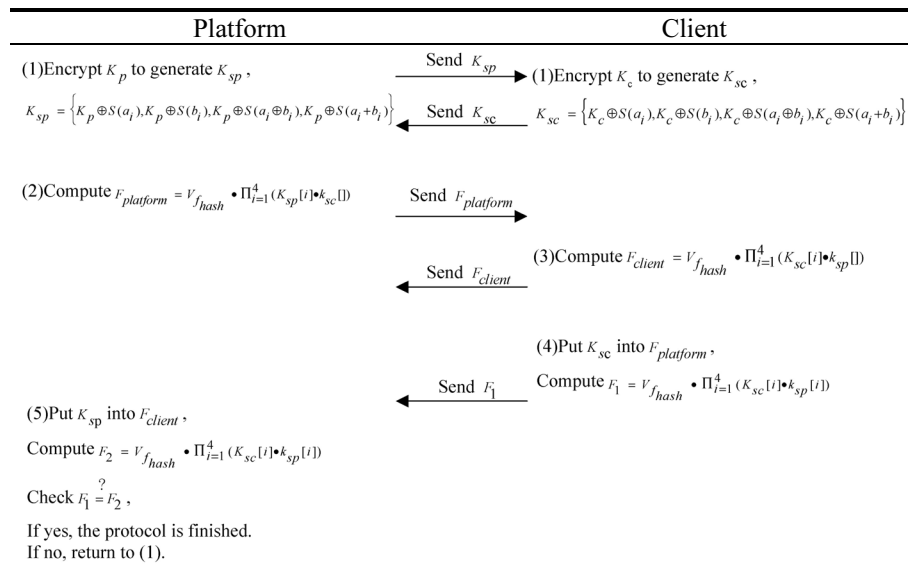 Platform Client
(1)Encrypt K_p to generate K_sp ,
Send K_sp
(1)Encrypt K_c to generate K_sc ,
K_sp = {K_p⊕S(a_i),K_p⊕S(b_i),K_p⊕S(a_i⊕b_i),K_p⊕S(a_i+b_i)}
Send K_sc
K_sc = {K_c⊕S(a_i),K_c⊕S(b_i),K_c⊕S(a_i⊕b_i),K_c⊕S(a_i+b_i)}
(2)Compute F_platform = V_f_hash • Π_{i=1}^4(K_sp[i]•k_sc[])
Send F_platform
(3)Compute F_client = V_f_hash • Π_{i=1}^4(K_sc[i]•k_sp[])
Send F_client
(4)Put K_sc into F_platform ,
Compute F_1 = V_f_hash • Π_{i=1}^4(K_sc[i]•k_sp[i])
Send F_1
(5)Put K_sp into F_client ,
Compute F_2 = V_f_hash • Π_{i=1}^4(K_sc[i]•k_sp[i])
Check F_1 =? F_2 ,
If yes, the protocol is finished.
If no, return to (1).